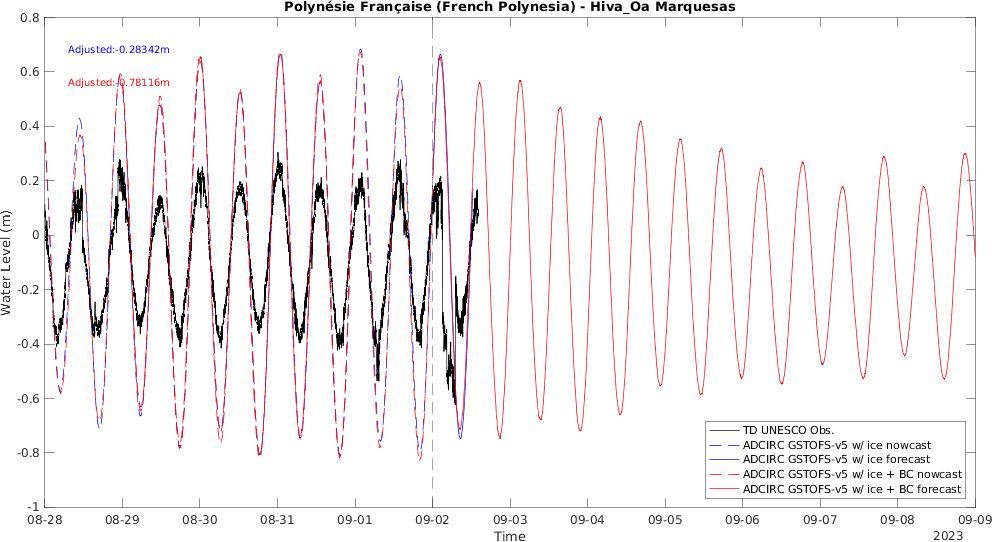 Polynésie Française (French Polynesia) - Hiva_Oa Marquesas
Adjusted:-0.28342m
Adjusted:-0.78116m
Water Level (m)
0.8
0.6
0.4
0.2
0
-0.2
-0.4
-0.6
-0.8
-1
TD UNESCO Obs.
ADCIRC GSTOFS-v5 w/ ice nowcast
ADCIRC GSTOFS-v5 w/ ice forecast
ADCIRC GSTOFS-v5 w/ ice + BC nowcast
ADCIRC GSTOFS-v5 w/ ice + BC forecast
08-28 08-29 08-30 08-31 09-01 09-02 09-03 09-04 09-05 09-06 09-07 09-08 09-09
Time
2023